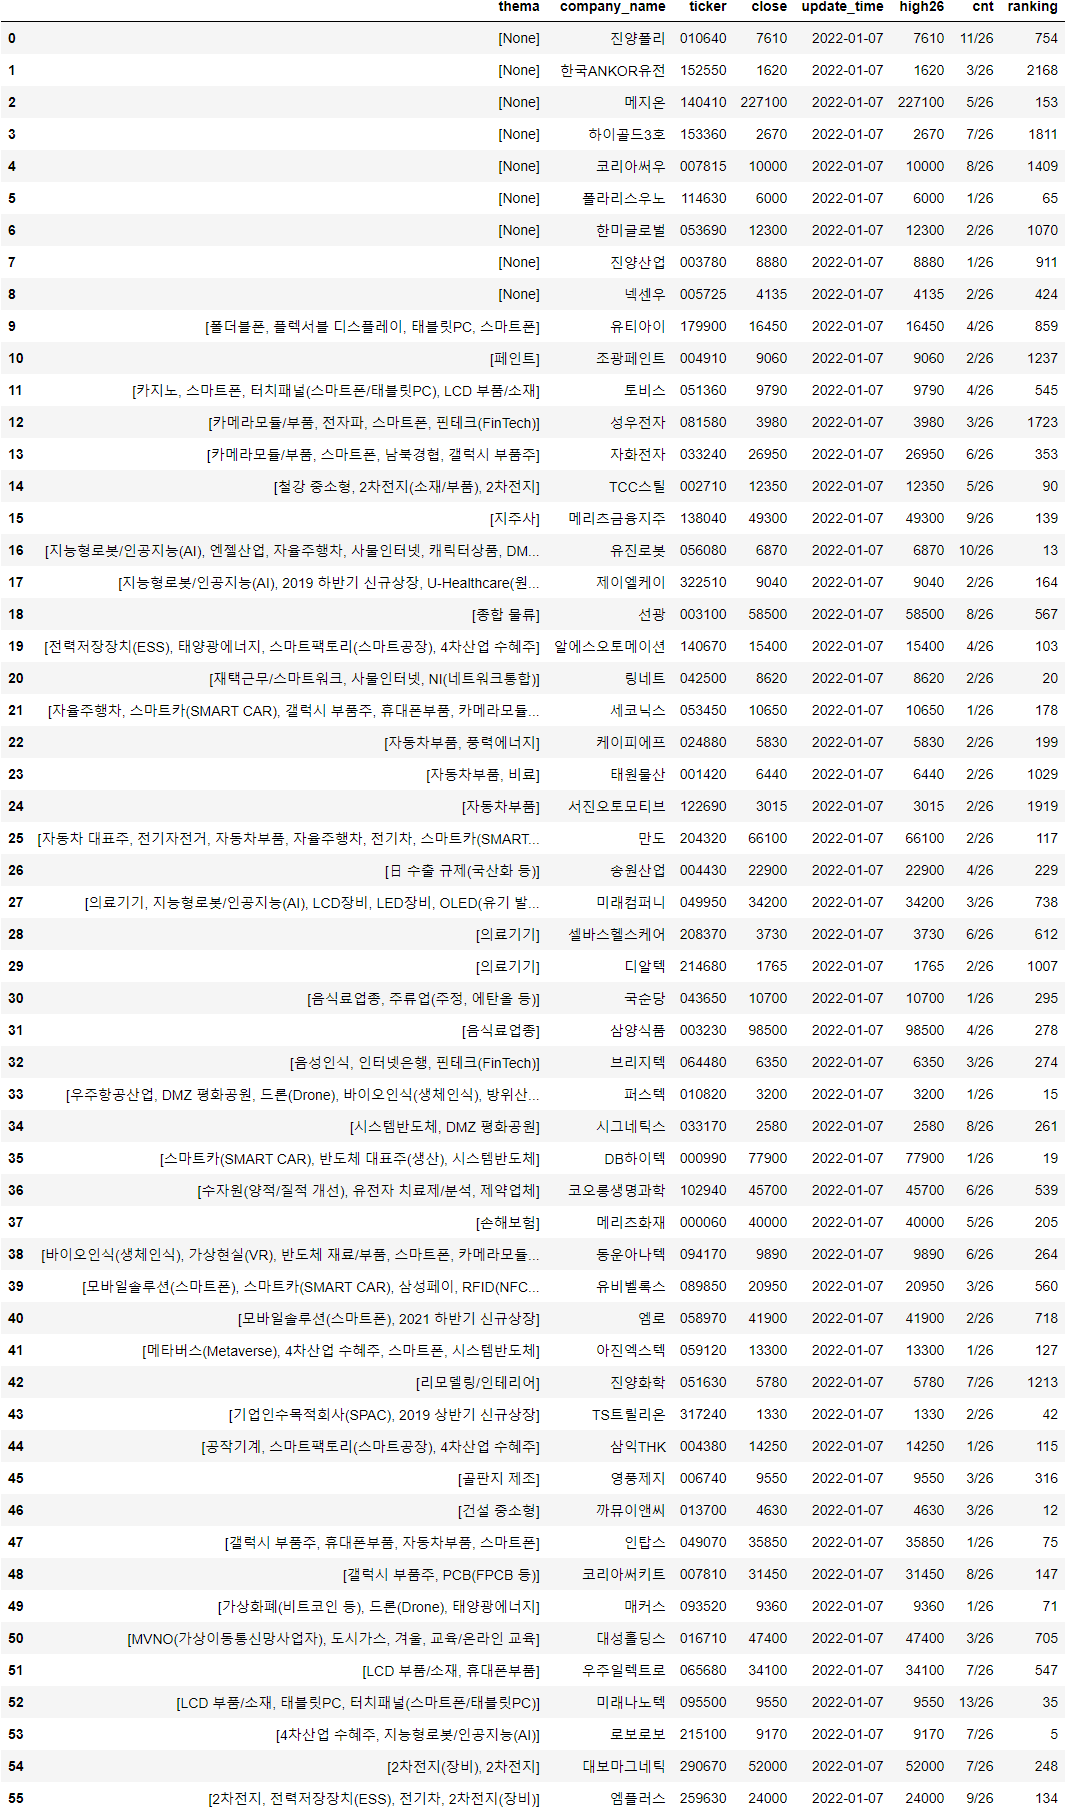 thema company_name ticker close update_time high26 cnt ranking
0 [None] 진양폴리 010640 7610 2022-01-07 7610 11/26 754
1 [None] 한국ANKOR유전 152550 1620 2022-01-07 1620 3/26 2168
2 [None] 메지온 140410 227100 2022-01-07 227100 5/26 153
3 [None] 하이골드3호 153360 2670 2022-01-07 2670 7/26 1811
4 [None] 코리아써우 007815 10000 2022-01-07 10000 8/26 1409
5 [None] 폴라리스우노 114630 6000 2022-01-07 6000 1/26 65
6 [None] 한미글로벌 053690 12300 2022-01-07 12300 2/26 1070
7 [None] 진양산업 003780 8880 2022-01-07 8880 1/26 911
8 [None] 넥센우 005725 4135 2022-01-07 4135 2/26 424
9 [폴더블폰, 플렉서블 디스플레이, 태블릿PC, 스마트폰] 유티아이 179900 16450 2022-01-07 16450 4/26 859
10 [페인트] 조광페인트 004910 9060 2022-01-07 9060 2/26 1237
11 [카지노, 스마트폰, 터치패널(스마트폰/태블릿PC), LCD 부품/소재] 토비스 051360 9790 2022-01-07 9790 4/26 545
12 [카메라모듈/부품, 전자파, 스마트폰, 핀테크(FinTech)] 성우전자 081580 3980 2022-01-07 3980 3/26 1723
13 [카메라모듈/부품, 스마트폰, 남북경협, 갤럭시 부품주] 자화전자 033240 26950 2022-01-07 26950 6/26 353
14 [철강 중소형, 2차전지(소재/부품), 2차전지] TCC스틸 002710 12350 2022-01-07 12350 5/26 90
15 [지주사] 메리츠금융지주 138040 49300 2022-01-07 49300 9/26 139
16 [지능형로봇/인공지능(AI), 엔젤산업, 자율주행차, 사물인터넷, 캐릭터상품, DM... 유진로봇 056080 6870 2022-01-07 6870 10/26 13
17 [지능형로봇/인공지능(AI), 2019 하반기 신규상장, U-Healthcare(원... 제이엘케이 322510 9040 2022-01-07 9040 2/26 164
18 [종합 물류] 선광 003100 58500 2022-01-07 58500 8/26 567
19 [전력저장장치(ESS), 태양광에너지, 스마트팩토리(스마트공장), 4차산업 수혜주] 알에스오토메이션 140670 15400 2022-01-07 15400 4/26 103
20 [재택근무/스마트워크, 사물인터넷, NI(네트워크통합)] 링네트 042500 8620 2022-01-07 8620 2/26 20
21 [자율주행차, 스마트카(SMART CAR), 갤럭시 부품주, 휴대폰부품, 카메라모듈... 세코닉스 053450 10650 2022-01-07 10650 1/26 178
22 [자동차부품, 풍력에너지] 케이피에프 024880 5830 2022-01-07 5830 2/26 199
23 [자동차부품, 비료] 태원물산 001420 6440 2022-01-07 6440 2/26 1029
24 [자동차부품] 서진오토모티브 122690 3015 2022-01-07 3015 2/26 1919
25 [자동차 대표주, 전기자전거, 자동차부품, 자율주행차, 전기차, 스마트카(SMART... 만도 204320 66100 2022-01-07 66100 2/26 117
26 [日 수출 규제(국산화 등)] 송원산업 004430 22900 2022-01-07 22900 4/26 229
27 [의료기기, 지능형로봇/인공지능(AI), LCD장비, LED장비, OLED(유기 발... 미래컴퍼니 049950 34200 2022-01-07 34200 3/26 738
28 [의료기기] 셀바스헬스케어 208370 3730 2022-01-07 3730 6/26 612
29 [의료기기] 디알텍 214680 1765 2022-01-07 1765 2/26 1007
30 [음식료업종, 주류업(주정, 에탄올 등)] 국순당 043650 10700 2022-01-07 10700 1/26 295
31 [음식료업종] 삼양식품 003230 98500 2022-01-07 98500 4/26 278
32 [음성인식, 인터넷은행, 핀테크(FinTech)] 브리지텍 064480 6350 2022-01-07 6350 3/26 274
33 [우주항공산업, DMZ 평화공원, 드론(Drone), 바이오인식(생체인식), 방위산... 퍼스텍 010820 3200 2022-01-07 3200 1/26 15
34 [시스템반도체, DMZ 평화공원] 시그네틱스 033170 2580 2022-01-07 2580 8/26 261
35 [스마트카(SMART CAR), 반도체 대표주(생산), 시스템반도체] DB하이텍 000990 77900 2022-01-07 77900 1/26 19
36 [수자원(양적/질적 개선), 유전자 치료제/분석, 제약업체] 코오롱생명과학 102940 45700 2022-01-07 45700 6/26 539
37 [손해보험] 메리츠화재 000060 40000 2022-01-07 40000 5/26 205
38 [바이오인식(생체인식), 가상현실(VR), 반도체 재료/부품, 스마트폰, 카메라모듈... 동운아나텍 094170 9890 2022-01-07 9890 6/26 264
39 [모바일솔루션(스마트폰), 스마트카(SMART CAR), 삼성페이, RFID(NFC... 유비벨록스 089850 20950 2022-01-07 20950 3/26 560
40 [모바일솔루션(스마트폰), 2021 하반기 신규상장] 엠로 058970 41900 2022-01-07 41900 2/26 718
41 [메타버스(Metaverse), 4차산업 수혜주, 스마트폰, 시스템반도체] 아진엑스텍 059120 13300 2022-01-07 13300 1/26 127
42 [리모델링/인테리어] 진양화학 051630 5780 2022-01-07 5780 7/26 1213
43 [기업인수목적회사(SPAC), 2019 상반기 신규상장] TS트릴리온 317240 1330 2022-01-07 1330 2/26 42
44 [공작기계, 스마트팩토리(스마트공장), 4차산업 수혜주] 삼익THK 004380 14250 2022-01-07 14250 1/26 115
45 [골판지 제조] 영풍제지 006740 9550 2022-01-07 9550 3/26 316
46 [건설 중소형] 까뮤이앤씨 013700 4630 2022-01-07 4630 3/26 12
47 [갤럭시 부품주, 휴대폰부품, 자동차부품, 스마트폰] 인탑스 049070 35850 2022-01-07 35850 1/26 75
48 [갤럭시 부품주, PCB(FPCB 등)] 코리아써키트 007810 31450 2022-01-07 31450 8/26 147
49 [가상화폐(비트코인 등), 드론(Drone), 태양광에너지] 매커스 093520 9360 2022-01-07 9360 1/26 71
50 [MVNO(가상이동통신망사업자), 도시가스, 겨울, 교육/온라인 교육] 대성홀딩스 016710 47400 2022-01-07 47400 3/26 705
51 [LCD 부품/소재, 휴대폰부품] 우주일렉트로 065680 34100 2022-01-07 34100 7/26 547
52 [LCD 부품/소재, 태블릿PC, 터치패널(스마트폰/태블릿PC)] 미래나노텍 095500 9550 2022-01-07 9550 13/26 35
53 [4차산업 수혜주, 지능형로봇/인공지능(AI)] 로보로보 215100 9170 2022-01-07 9170 7/26 5
54 [2차전지(장비), 2차전지] 대보마그네틱 290670 52000 2022-01-07 52000 7/26 248
55 [2차전지, 전력저장장치(ESS), 전기차, 2차전지(장비)] 엠플러스 259630 24000 2022-01-07 24000 9/26 134